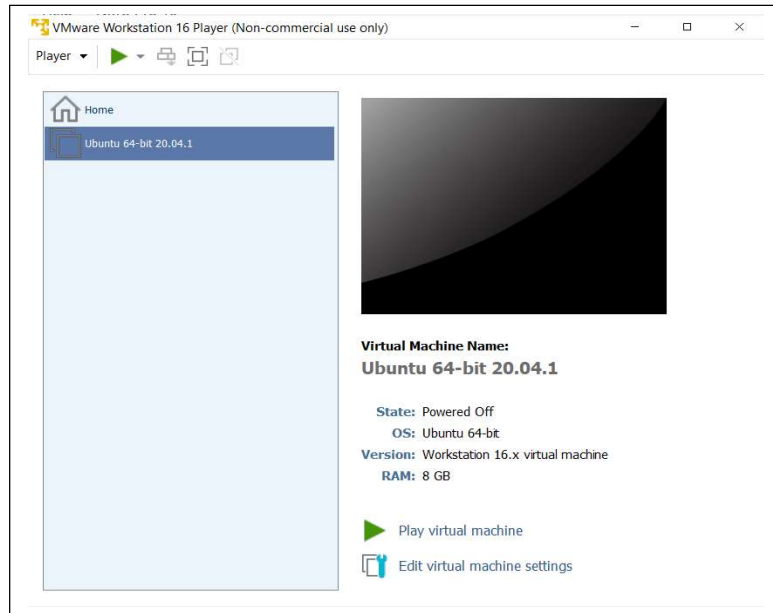 VMware Workstation 16 Player (Non-commercial use only)
Player
Home
Ubuntu 64-bit 20.04.1
Virtual Machine Name:
Ubuntu 64-bit 20.04.1
State: Powered Off
OS: Ubuntu 64-bit
Version: Workstation 16.x virtual machine
RAM: 8 GB
Play virtual machine
Edit virtual machine settings